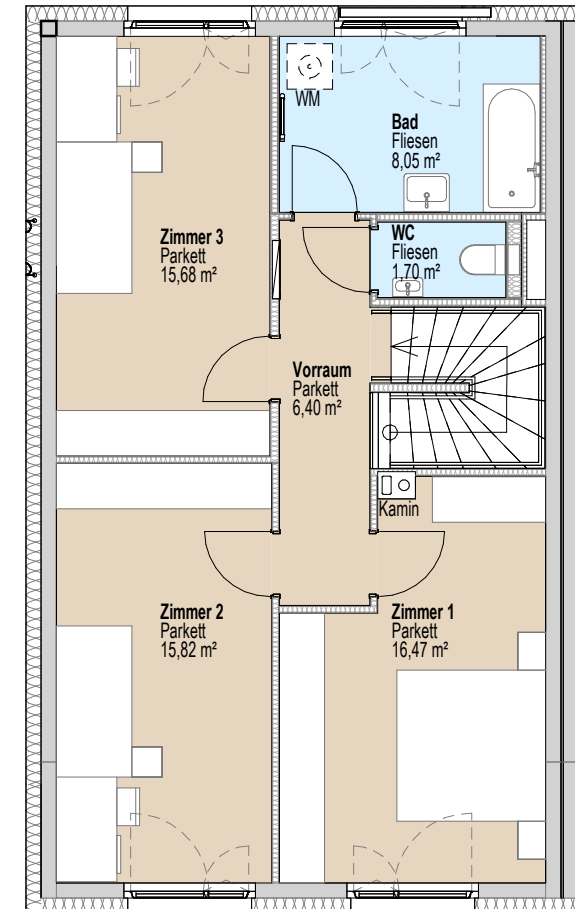 WM
Bad
Fliesen
8,05 m²
Zimmer 3
Parkett
15,68 m²
WC
Fliesen
1,70 m²
Vorraum
Parkett
6,40 m²
Kamin
Zimmer 2
Parkett
15,82 m²
Zimmer 1
Parkett
16,47 m²